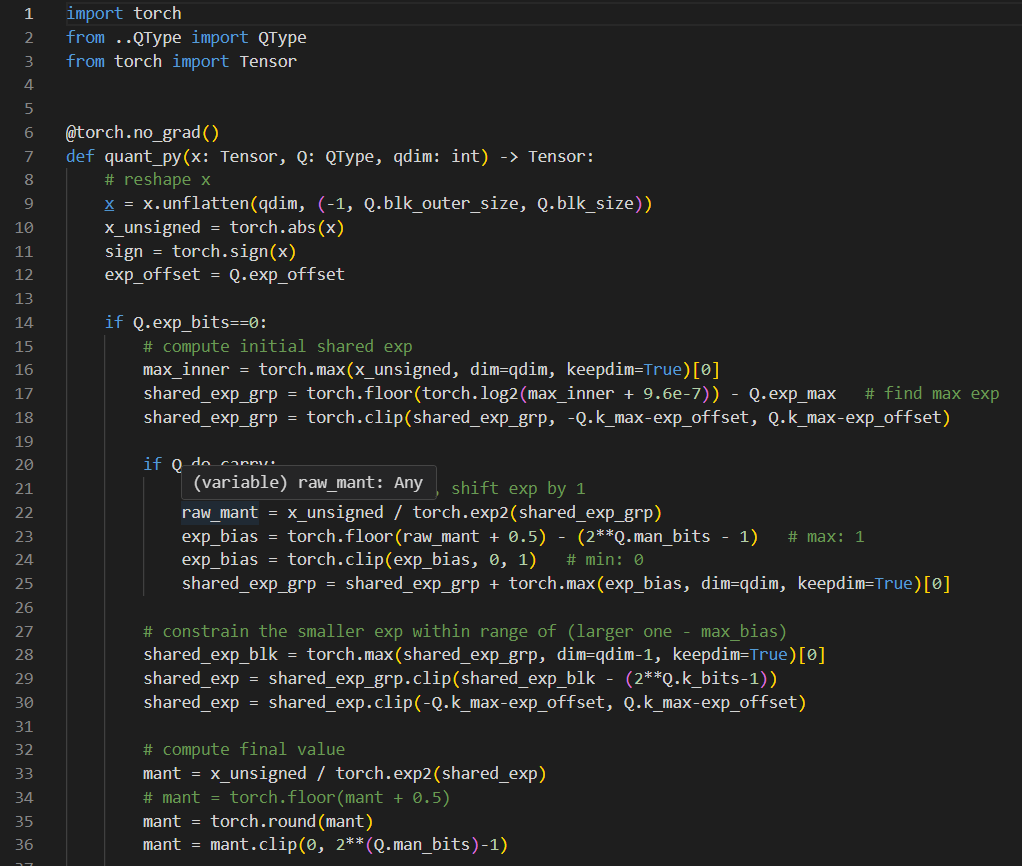 1 import torch
2 from ..QType import QType
3 from torch import Tensor
4
5
6 @torch.no_grad()
7 def quant_py(x: Tensor, Q: QType, qdim: int) -> Tensor:
8     # reshape x
9     x = x.unflatten(qdim, (-1, Q.blk_outer_size, Q.blk_size))
10     x_unsigned = torch.abs(x)
11     sign = torch.sign(x)
12     exp_offset = Q.exp_offset
13
14     if Q.exp_bits==0:
15         # compute initial shared exp
16         max_inner = torch.max(x_unsigned, dim=qdim, keepdim=True)[0]
17         shared_exp_grp = torch.floor(torch.log2(max_inner + 9.6e-7)) - Q.exp_max   # find max exp
18         shared_exp_grp = torch.clip(shared_exp_grp, -Q.k_max-exp_offset, Q.k_max-exp_offset)
19
20         if Q.do_carry:
(variable) raw_mant: Any
21 , shift exp by 1
22             raw_mant = x_unsigned / torch.exp2(shared_exp_grp)
23             exp_bias = torch.floor(raw_mant + 0.5) - (2**Q.man_bits - 1)   # max: 1
24             exp_bias = torch.clip(exp_bias, 0, 1)   # min: 0
25             shared_exp_grp = shared_exp_grp + torch.max(exp_bias, dim=qdim, keepdim=True)[0]
26
27         # constrain the smaller exp within range of (larger one - max_bias)
28         shared_exp_blk = torch.max(shared_exp_grp, dim=qdim-1, keepdim=True)[0]
29         shared_exp = shared_exp_grp.clip(shared_exp_blk - (2**Q.k_bits-1))
30         shared_exp = shared_exp.clip(-Q.k_max-exp_offset, Q.k_max-exp_offset)
31
32         # compute final value
33         mant = x_unsigned / torch.exp2(shared_exp)
34         # mant = torch.floor(mant + 0.5)
35         mant = torch.round(mant)
36         mant = mant.clip(0, 2**(Q.man_bits)-1)